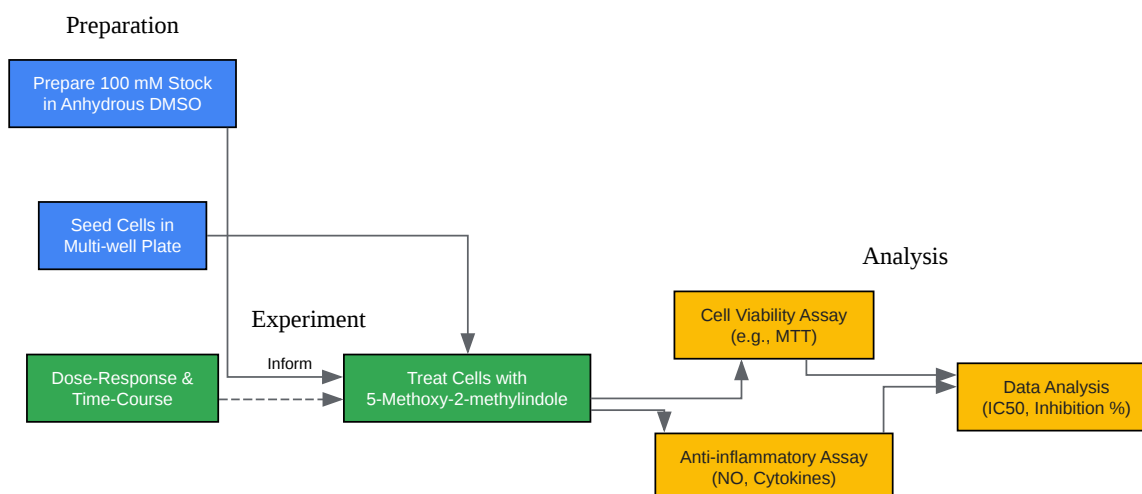 Preparation
Prepare 100 mM Stock
in Anhydrous DMSO
Seed Cells in
Multi-well Plate
Experiment
Inform
Dose-Response &
Time-Course
Treat Cells with
5-Methoxy-2-methylindole
Analysis
Cell Viability Assay
(e.g., MTT)
Anti-inflammatory Assay
(NO, Cytokines)
Data Analysis
(IC50, Inhibition %)